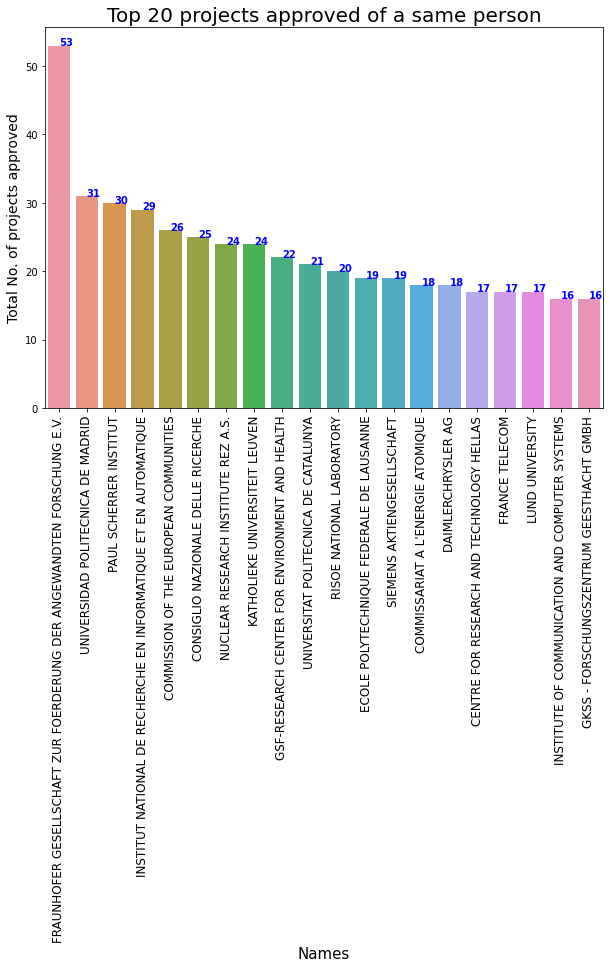 Top 20 projects approved of a same person
Total No. of projects approved
50
40
30
20
10
0
53
31
30
29
26
25
24
24
22
21
20
19
19
18
18
17
17
17
16
16
FRAUNHOFER GESELLSCHAFT ZUR FOERDERUNG DER ANGEWANDTEN FORSCHUNG E.V.
UNIVERSIDAD POLITECNICA DE MADRID
PAUL SCHERRER INSTITUT
INSTITUT NATIONAL DE RECHERCHE EN INFORMATIQUE ET EN AUTOMATIQUE
COMMISSION OF THE EUROPEAN COMMUNITIES
CONSIGLIO NAZIONALE DELLE RICERCHE
NUCLEAR RESEARCH INSTITUTE REZ A.S.
KATHOLIEKE UNIVERSITEIT LEUVEN
GSF-RESEARCH CENTER FOR ENVIRONMENT AND HEALTH
UNIVERSITAT POLITECNICA DE CATALUNYA
RISOE NATIONAL LABORATORY
ECOLE POLYTECHNIQUE FEDERALE DE LAUSANNE
SIEMENS AKTIENGESELLSCHAFT
COMMISSARIAT A L'ENERGIE ATOMIQUE
DAIMLERCHRYSLER AG
CENTRE FOR RESEARCH AND TECHNOLOGY HELLAS
FRANCE TELECOM
LUND UNIVERSITY
INSTITUTE OF COMMUNICATION AND COMPUTER SYSTEMS
GKSS - FORSCHUNGSZENTRUM GEESTHACHT GMBH
Names